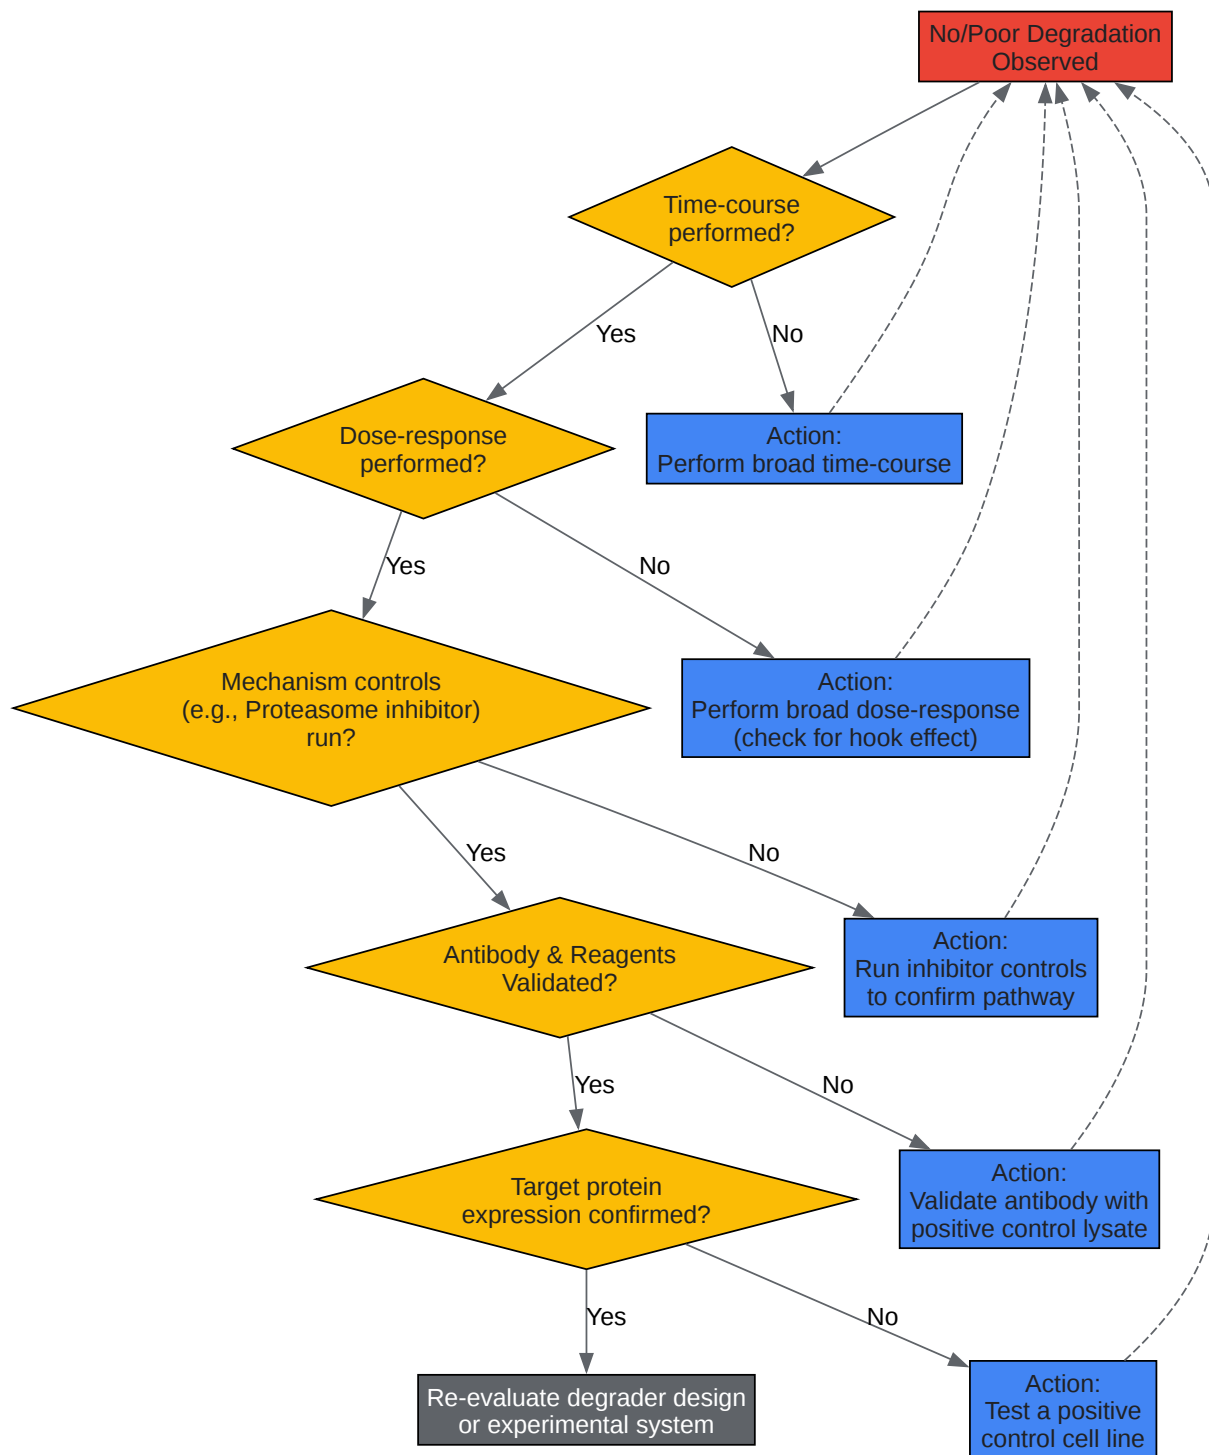 No/Poor Degradation
Observed
Time-course
performed?
Yes
No
Dose-response
performed?
Action:
Perform broad time-course
Yes
No
Mechanism controls
(e.g., Proteasome inhibitor)
run?
Action:
Perform broad dose-response
(check for hook effect)
Yes
No
Antibody & Reagents
Validated?
Action:
Run inhibitor controls
to confirm pathway
Yes
No
Target protein
expression confirmed?
Action:
Validate antibody with
positive control lysate
Yes
No
Re-evaluate degrader design
or experimental system
Action:
Test a positive
control cell line